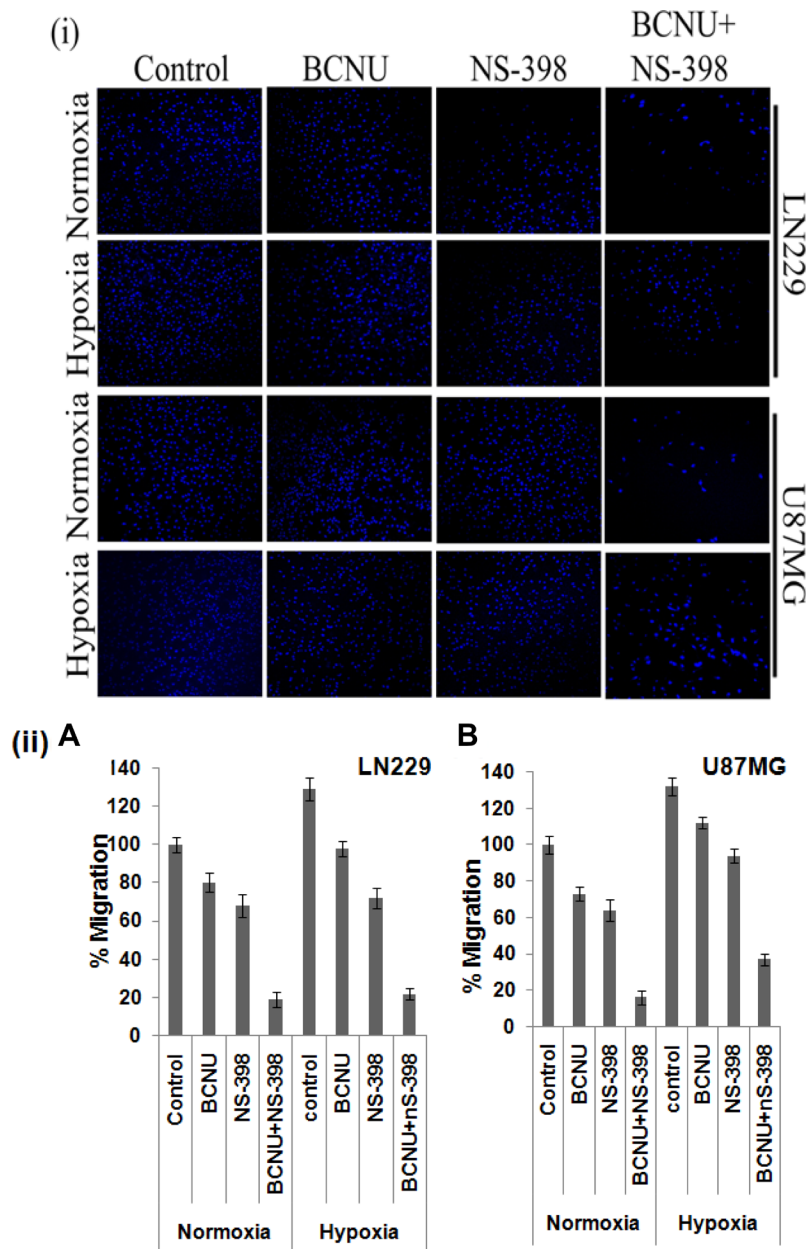 (i)
Control BCNU NS-398 BCNU+
NS-398
Normoxia
Hypoxia
LN229
Normoxia
Hypoxia
U87MG
(ii) A
LN229
% Migration
140
120
100
80
60
40
20
0
Control
BCNU
NS-398
BCNU+NS-398
control
BCNU
NS-398
BCNU+nS-398
Normoxia Hypoxia
B
U87MG
% Migration
140
120
100
80
60
40
20
0
Control
BCNU
NS-398
BCNU+NS-398
control
BCNU
NS-398
BCNU+nS-398
Normoxia Hypoxia